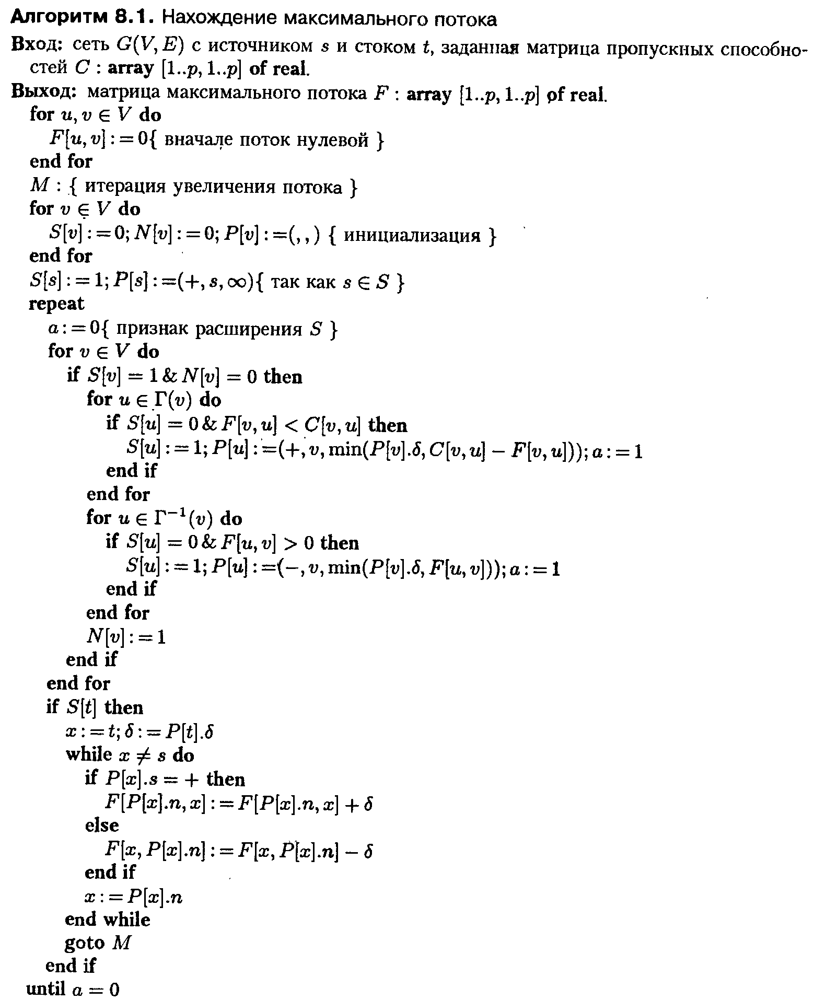 Алгоритм 8.1. Нахождение максимального потока
Вход: сеть G(V, E) с источником s и стоком t, заданная матрица пропускных способно-
стей C : array [1..p, 1..p] of real.
Выход: матрица максимального потока F : array [1..p, 1..p] of real.
for u, v ∈ V do
F[u, v] := 0{ вначале поток нулевой }
end for
M : { итерация увеличения потока }
for v ∈ V do
S[v] := 0; N[v] := 0; P[v] :=(, , ) { инициализация }
end for
S[s] := 1; P[s] :=(+, s, ∞){ так как s ∈ S }
repeat
a := 0{ признак расширения S }
for v ∈ V do
if S[v] = 1 & N[v] = 0 then
for u ∈ Γ(v) do
if S[u] = 0 & F[v, u] < C[v, u] then
S[u] := 1; P[u] :=(+, v, min(P[v].δ, C[v, u] − F[v, u])); a := 1
end if
end for
for u ∈ Γ⁻¹(v) do
if S[u] = 0 & F[u, v] > 0 then
S[u] := 1; P[u] :=(−, v, min(P[v].δ, F[u, v])); a := 1
end if
end for
N[v] := 1
end if
end for
if S[t] then
x := t; δ := P[t].δ
while x ≠ s do
if P[x].s = + then
F[P[x].n, x] := F[P[x].n, x] + δ
else
F[x, P[x].n] := F[x, P[x].n] − δ
end if
x := P[x].n
end while
goto M
end if
until a = 0